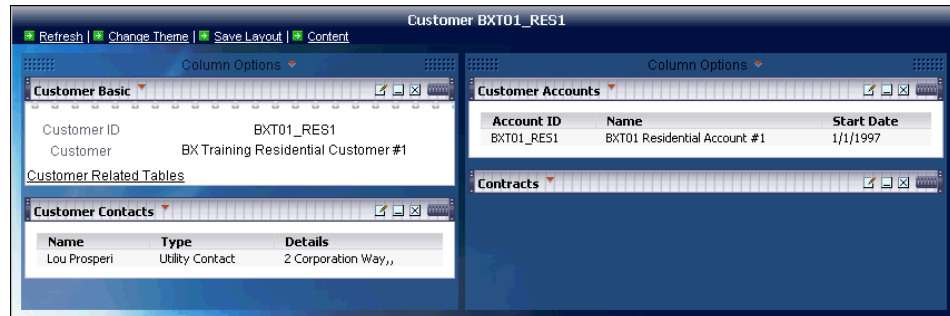 Customer BXT01_RES1
Refresh | Change Theme | Save Layout | Content
Column Options
Customer Basic
Customer ID BXT01_RES1
Customer BX Training Residential Customer #1
Customer Related Tables
Customer Contacts
Name Type Details
Lou Prosperi Utility Contact 2 Corporation Way,,
Column Options
Customer Accounts
Account ID Name Start Date
BXT01_RES1 BXT01 Residential Account #1 1/1/1997
Contracts